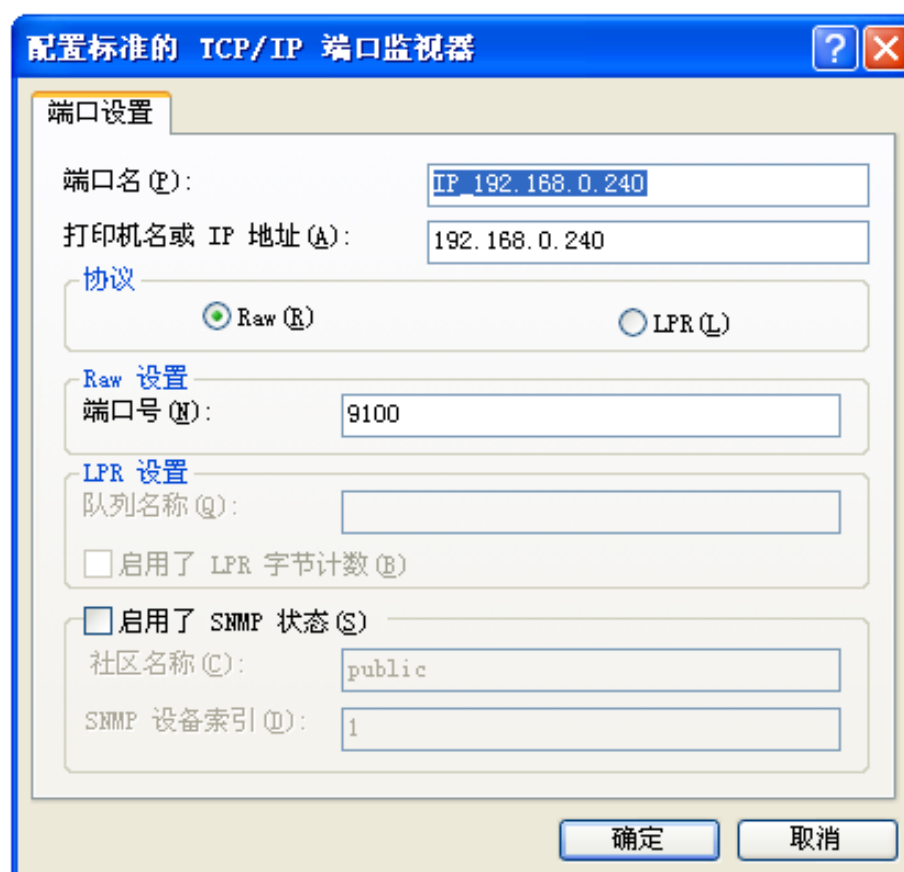 配置标准的 TCP/IP 端口监视器
端口设置
端口名(P): IP_192.168.0.240
打印机名或 IP 地址(A): 192.168.0.240
协议
Raw(R) LPR(L)
Raw 设置
端口号(N): 9100
LPR 设置
队列名称(Q):
启用了 LPR 字节计数(B)
启用了 SNMP 状态(S)
社区名称(C): public
SNMP 设备索引(D): 1
确定 取消